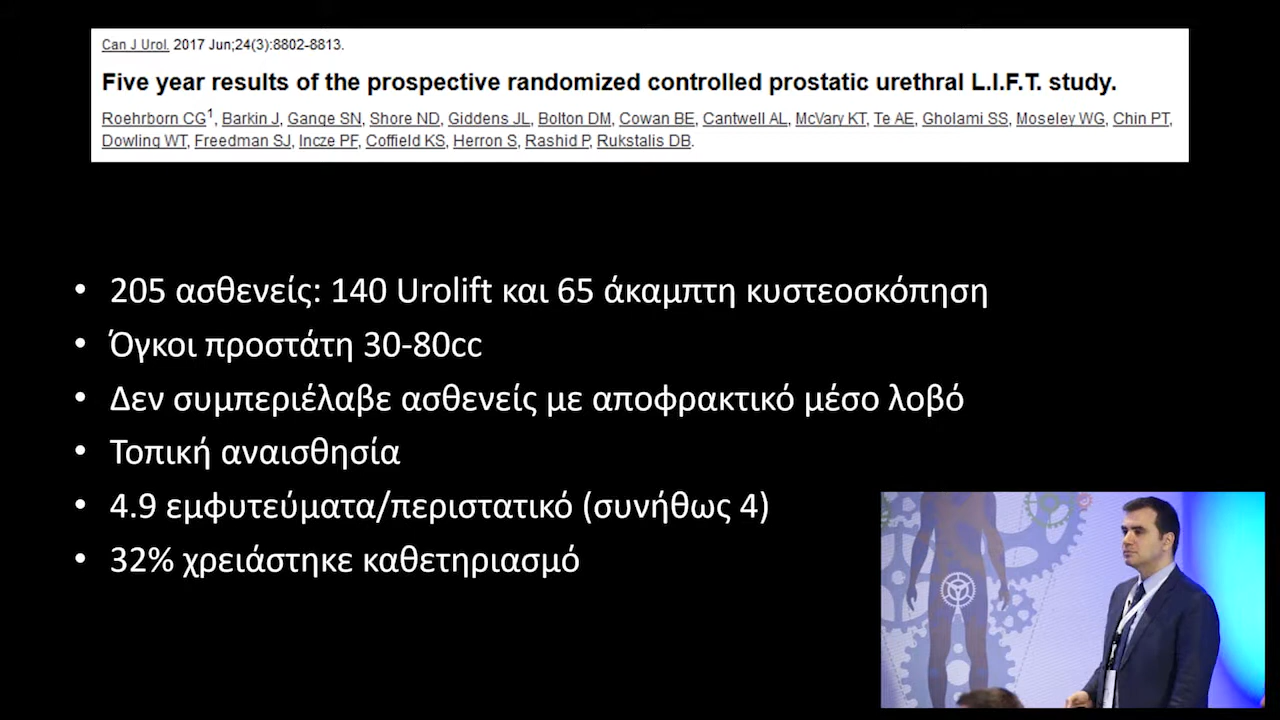 Can J Urol. 2017 Jun;24(3):8802-8813.
Five year results of the prospective randomized controlled prostatic urethral L.I.F.T. study.
Roehrborn CG1, Barkin J, Gange SN, Shore ND, Giddens JL, Bolton DM, Cowan BE, Cantwell AL, McVary KT, Te AE, Gholami SS, Moseley WG, Chin PT,
Dowling WT, Freedman SJ, Incze PF, Coffield KS, Herron S, Rashid P, Rukstalis DB.
• 205 ασθενείς: 140 Urolift και 65 άκαμπτη κυστεοσκόπηση
• Όγκοι προστάτη 30-80cc
• Δεν συμπεριέλαβε ασθενείς με αποφρακτικό μέσο λοβό
• Τοπική αναισθησία
• 4.9 εμφυτεύματα/περιστατικό (συνήθως 4)
• 32% χρειάστηκε καθετηριασμό